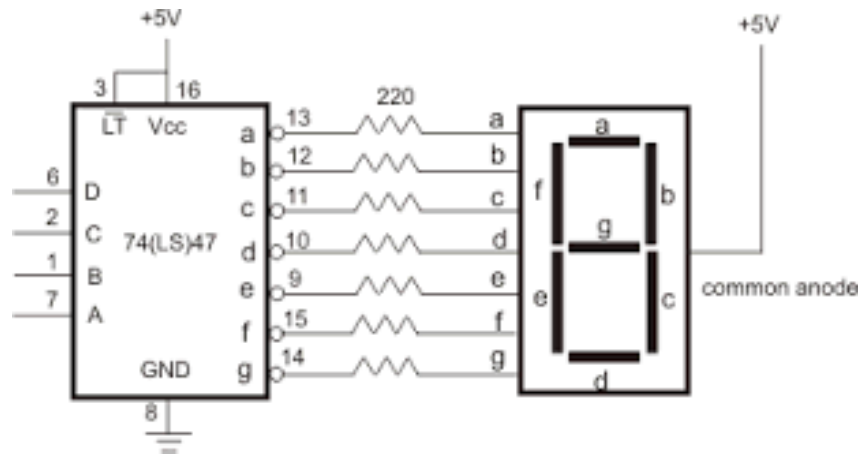 +5V
+5V
3
16
220
L̅T̅ Vcc
a 13 a
b 12 b
c 11 c
d 10 d
e 9 e
f 15 f
g 14 g
6 D
2 C
1 B
7 A
74(LS)47
GND
8
a
f
b
g
e
c
d
common anode